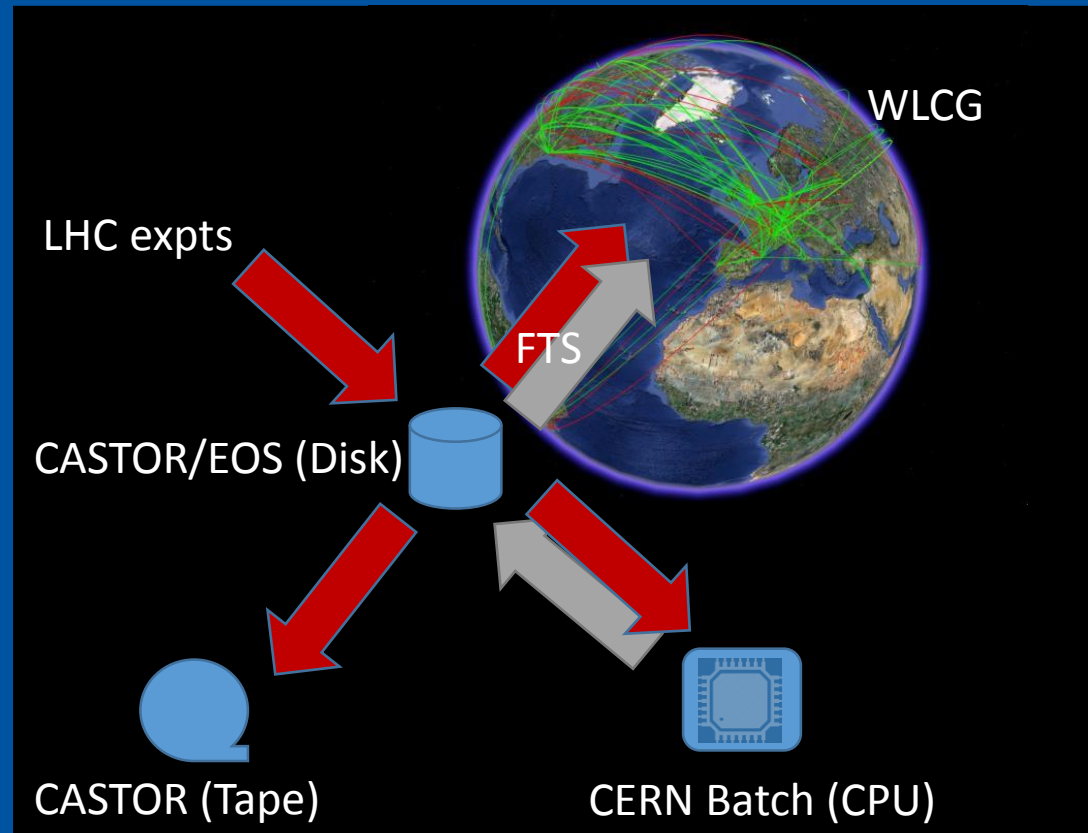 WLCG
LHC expts
FTS
CASTOR/EOS (Disk)
CASTOR (Tape)
CERN Batch (CPU)